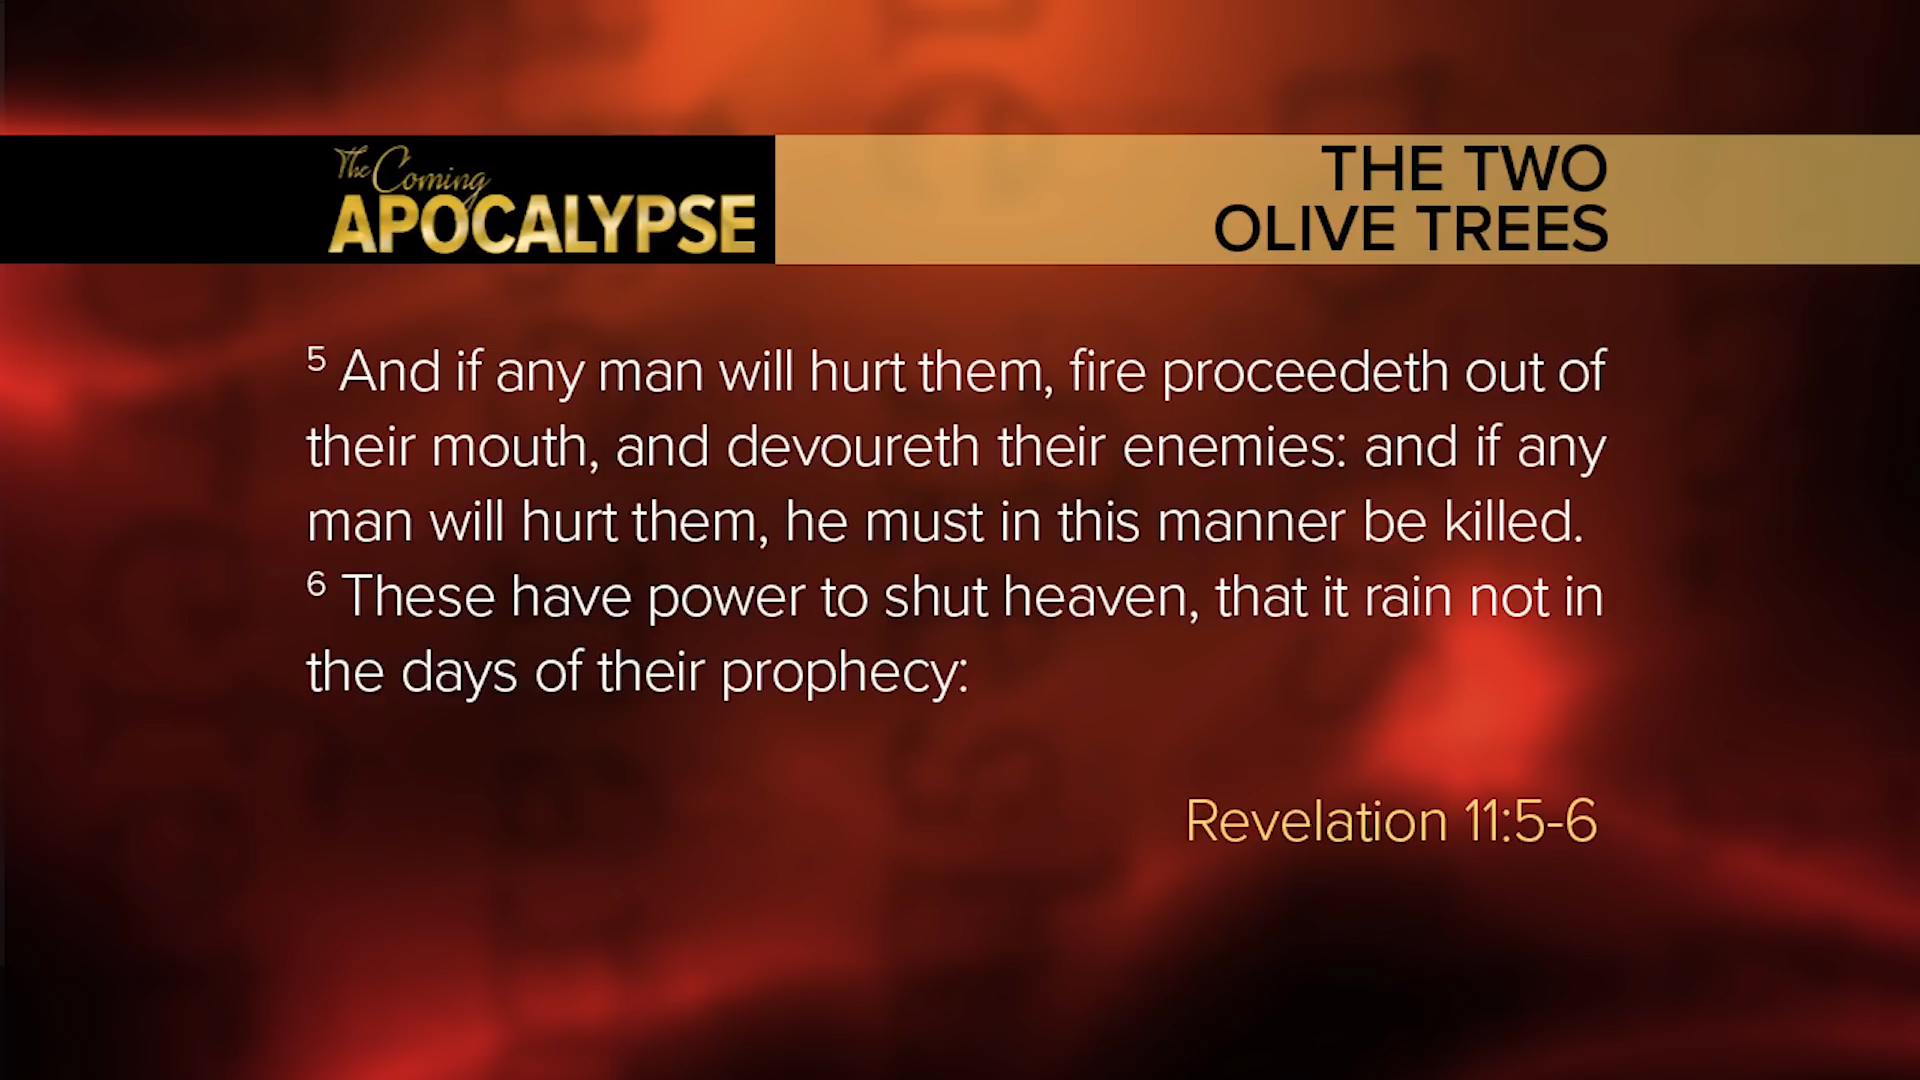 The Coming
APOCALYPSE
THE TWO
OLIVE TREES
5 And if any man will hurt them, fire proceedeth out of
their mouth, and devoureth their enemies: and if any
man will hurt them, he must in this manner be killed.
6 These have power to shut heaven, that it rain not in
the days of their prophecy:
Revelation 11:5-6